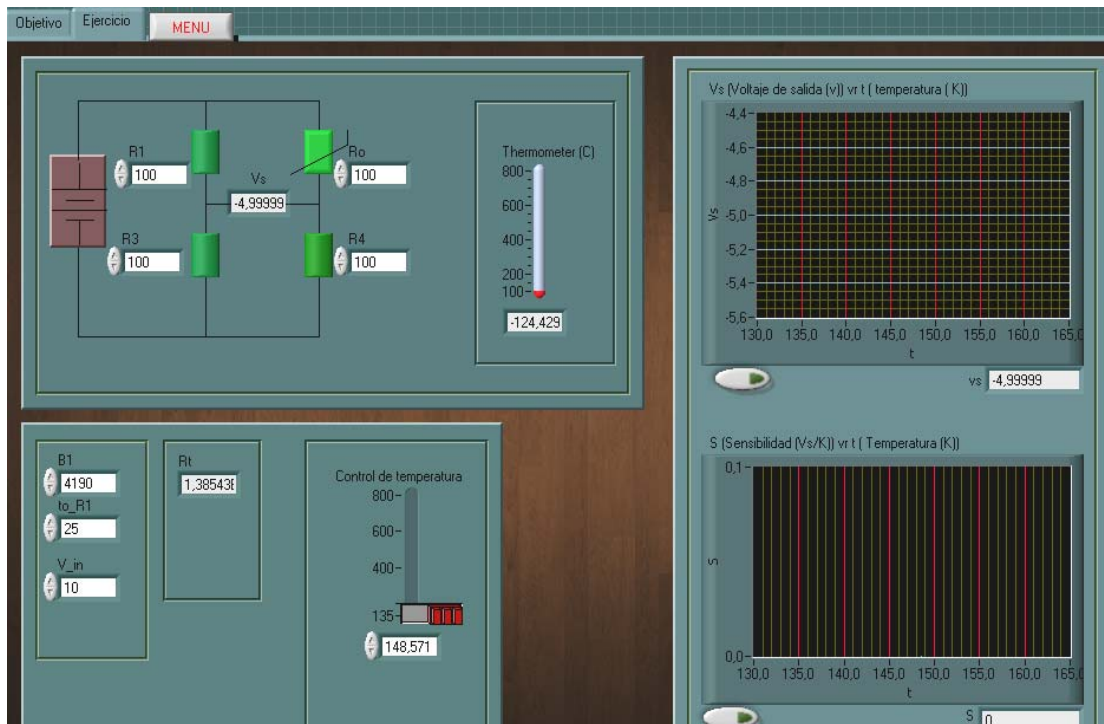 Objetivo
Ejercicio
MENU
R1
100
Ro
100
Vs
-4,99999
R3
100
R4
100
Thermometer (C)
800-
600-
400-
200-
100-
-124,429
B1
4190
to_R1
25
V_in
10
Rt
1,38543E
Control de temperatura
800-
600-
400-
135-
148,571
Vs (Voltaje de salida (v)) vr t ( temperatura ( K))
-4,4-
-4,6-
-4,8-
-5,0-
-5,2-
-5,4-
-5,6-
Vs
130,0 135,0 140,0 145,0 150,0 155,0 160,0 165,0
t
vs -4,99999
S (Sensibilidad (Vs/K)) vr t ( Temperatura (K))
0,1-
S
0,0-
130,0 135,0 140,0 145,0 150,0 155,0 160,0 165,0
t
S 0